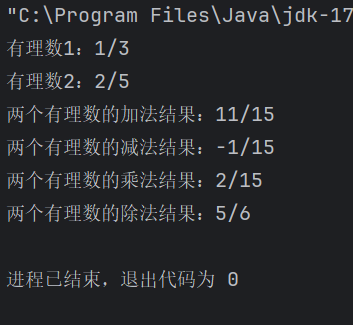 "C:\Program Files\Java\jdk-17
有理数1：1/3
有理数2：2/5
两个有理数的加法结果：11/15
两个有理数的减法结果：-1/15
两个有理数的乘法结果：2/15
两个有理数的除法结果：5/6
进程已结束，退出代码为 0